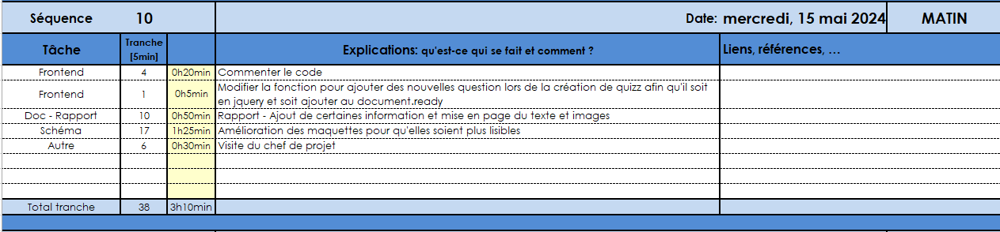 Séquence 10 Date: mercredi, 15 mai 2024 MATIN
Tâche Tranche [5min] Explications: qu'est-ce qui se fait et comment ? Liens, références, …
Frontend 4 0h20min Commenter le code
Frontend 1 0h5min Modifier la fonction pour ajouter des nouvelles question lors de la création de quizz afin qu'il soit
en jquery et soit ajouter au document.ready
Doc - Rapport 10 0h50min Rapport - Ajout de certaines information et mise en page du texte et images
Schéma 17 1h25min Amélioration des maquettes pour qu'elles soient plus lisibles
Autre 6 0h30min Visite du chef de projet
Total tranche 38 3h10min